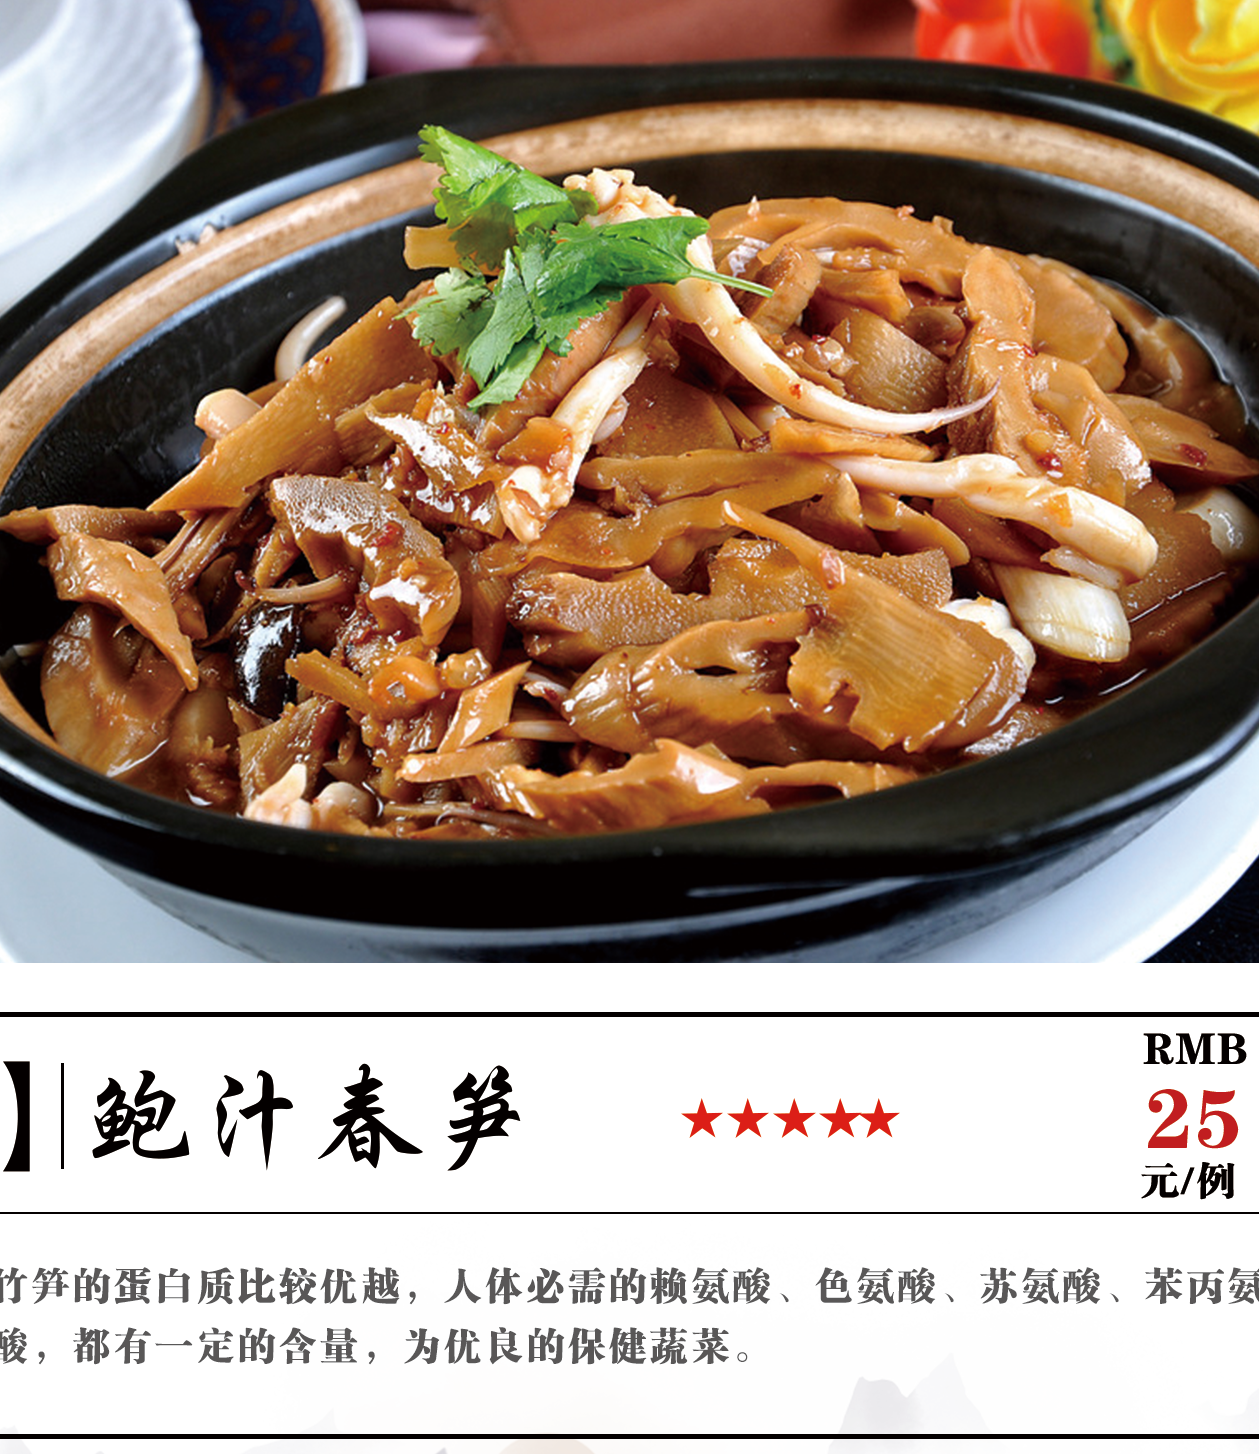 】鲍汁春笋 ★★★★★
RMB
25
元/例
竹笋的蛋白质比较优越，人体必需的赖氨酸、色氨酸、苏氨酸、苯丙氨
酸，都有一定的含量，为优良的保健蔬菜。